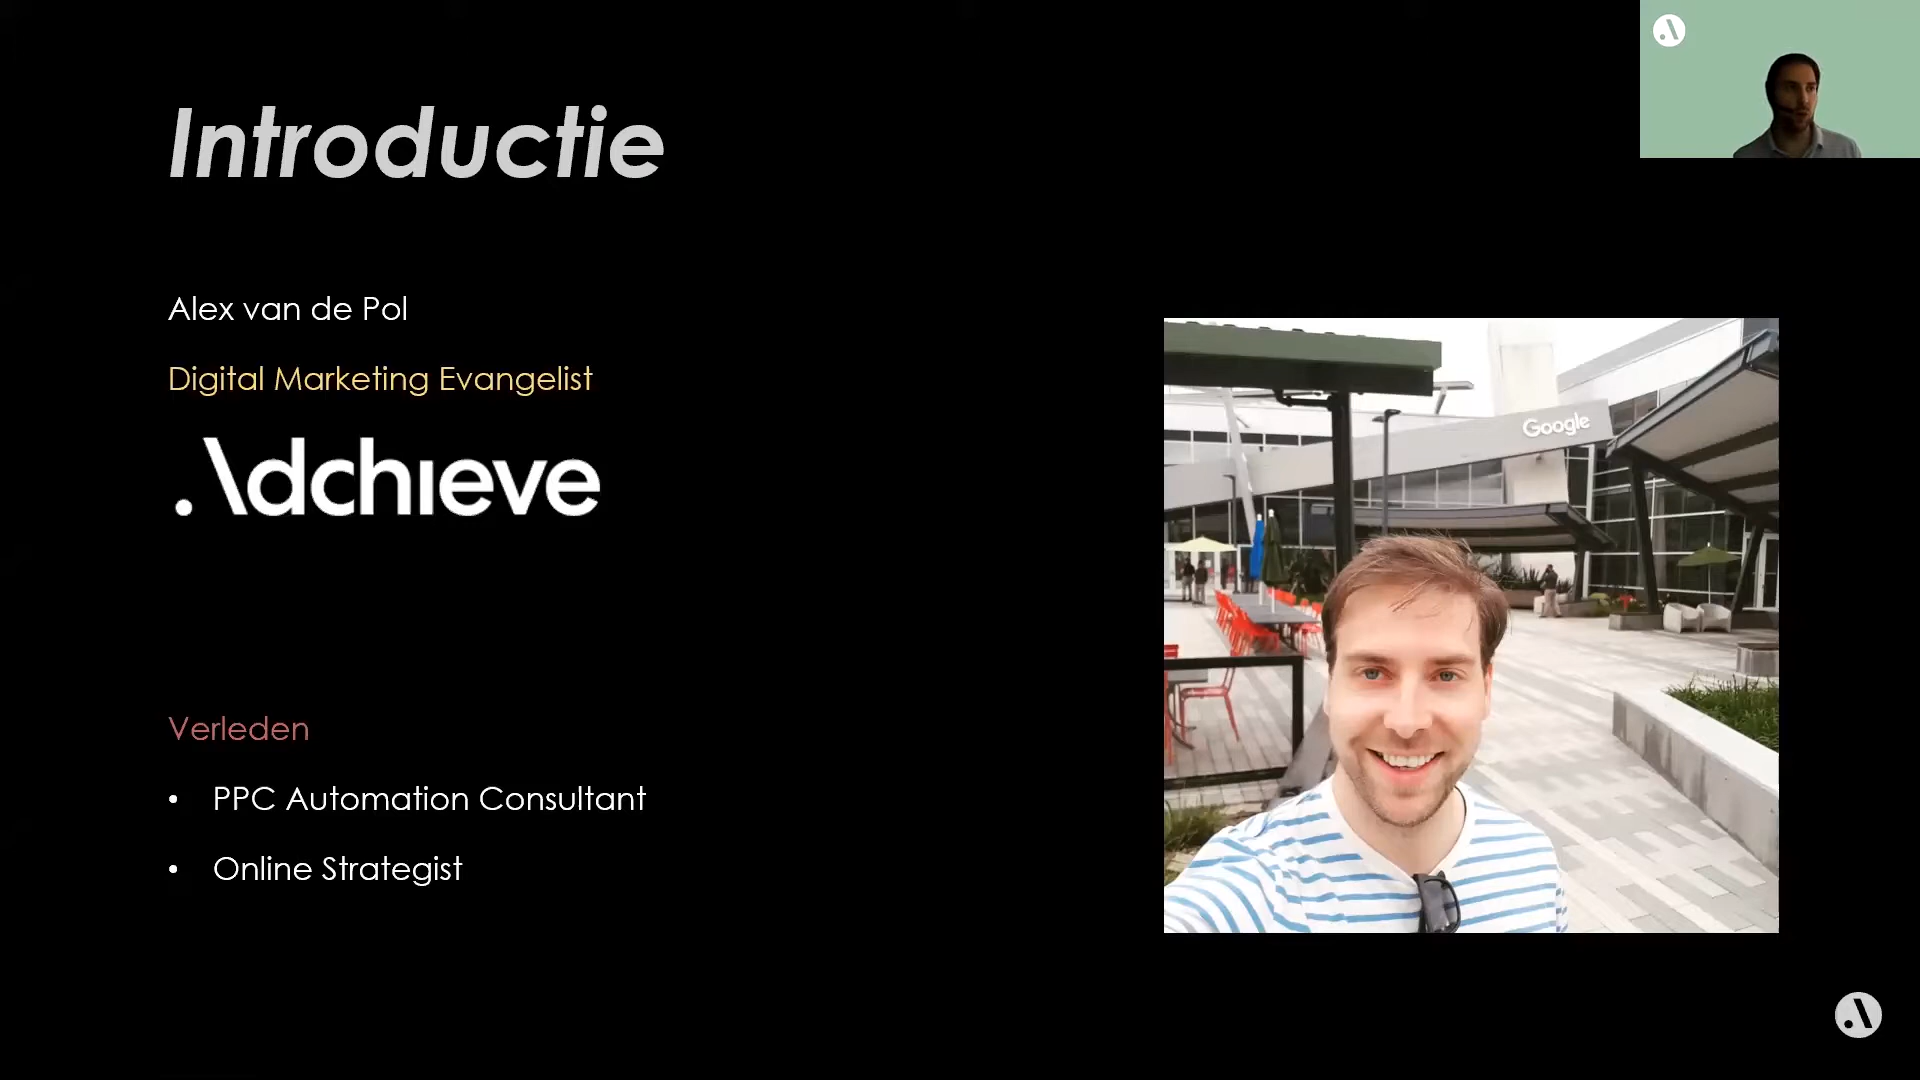 Introductie
Alex van de Pol
Digital Marketing Evangelist
.\dchieve
Google
Verleden
• PPC Automation Consultant
• Online Strategist